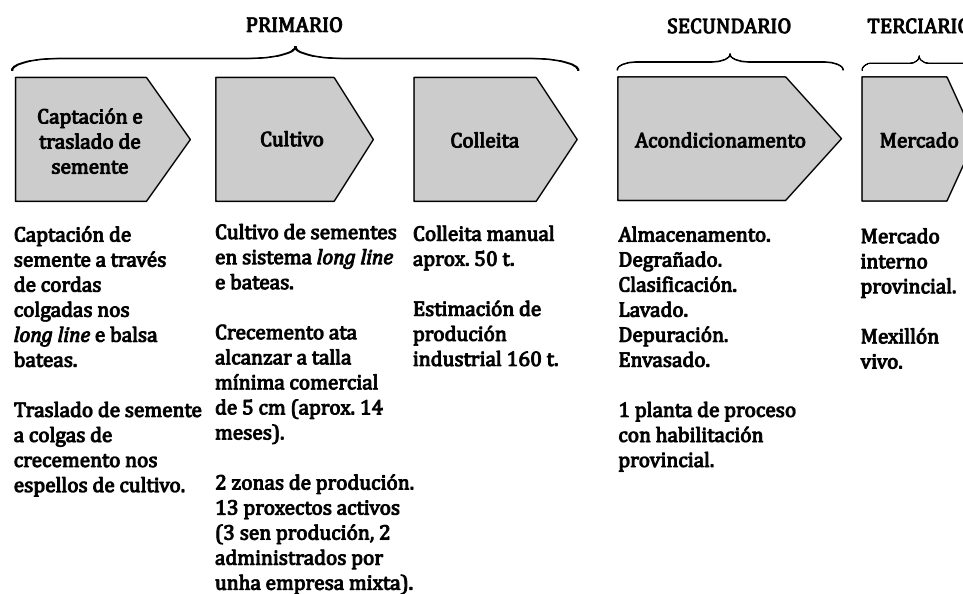 PRIMARIO
SECUNDARIO
TERCIARIO
Captación e
traslado de
semente
Cultivo
Colleita
Acondicionamento
Mercado
Captación de
semente a través
de cordas
colgadas nos
long line e balsa
bateas.
Traslado de semente
a colgas de
crecemento nos
espellos de cultivo.
Cultivo de sementes
en sistema long line
e bateas.
Crecemento ata
alcanzar a talla
mínima comercial
de 5 cm (aprox. 14
meses).
2 zonas de produción.
13 proxectos activos
(3 sen produción, 2
administrados por
unha empresa mixta).
Colleita manual
aprox. 50 t.
Estimación de
produción
industrial 160 t.
Almacenamento.
Degrañado.
Clasificación.
Lavado.
Depuración.
Envasado.
1 planta de proceso
con habilitación
provincial.
Mercado
interno
provincial.
Mexillón
vivo.